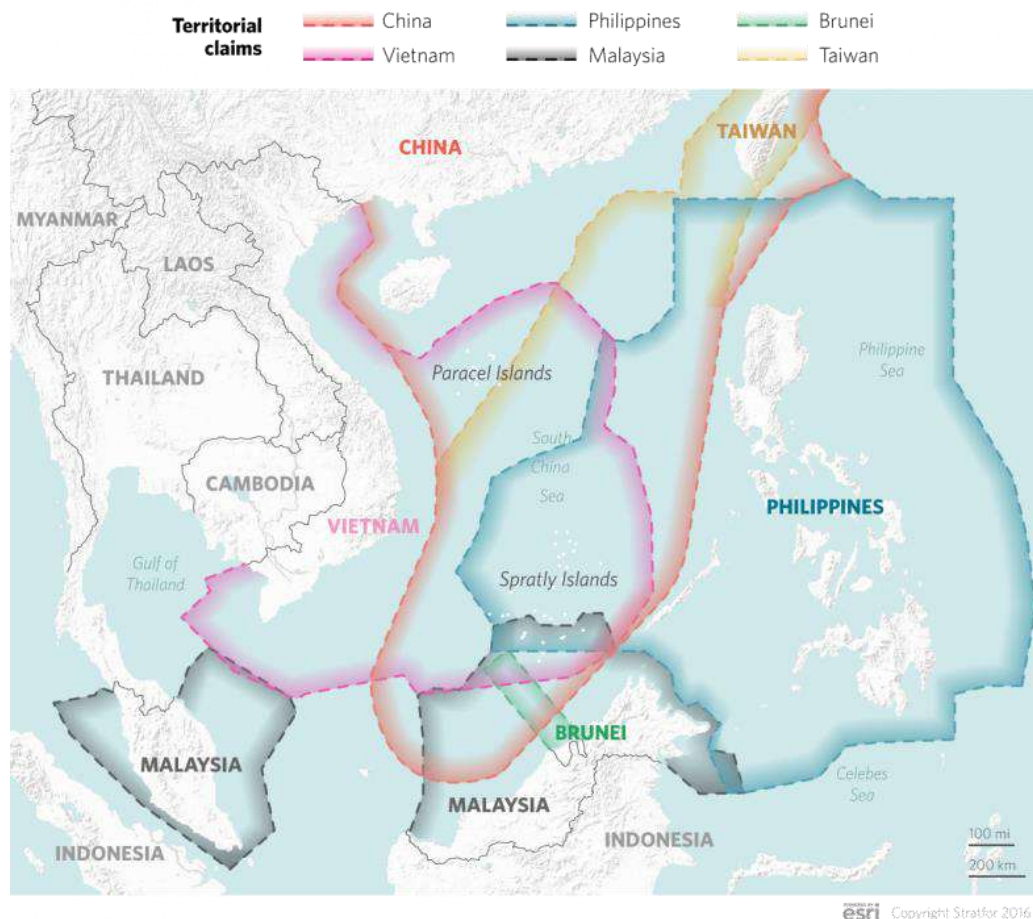 Territorial
claims
China
Philippines
Brunei
Vietnam
Malaysia
Taiwan
CHINA
TAIWAN
MYANMAR
LAOS
THAILAND
Paracel Islands
Philippine
Sea
South
China
Sea
CAMBODIA
VIETNAM
PHILIPPINES
Gulf of
Thailand
Spratly Islands
BRUNEI
MALAYSIA
MALAYSIA
Celebes
Sea
INDONESIA
INDONESIA
100 mi
200 km
POWERED BY
esri
Copyright Stratfor 2016